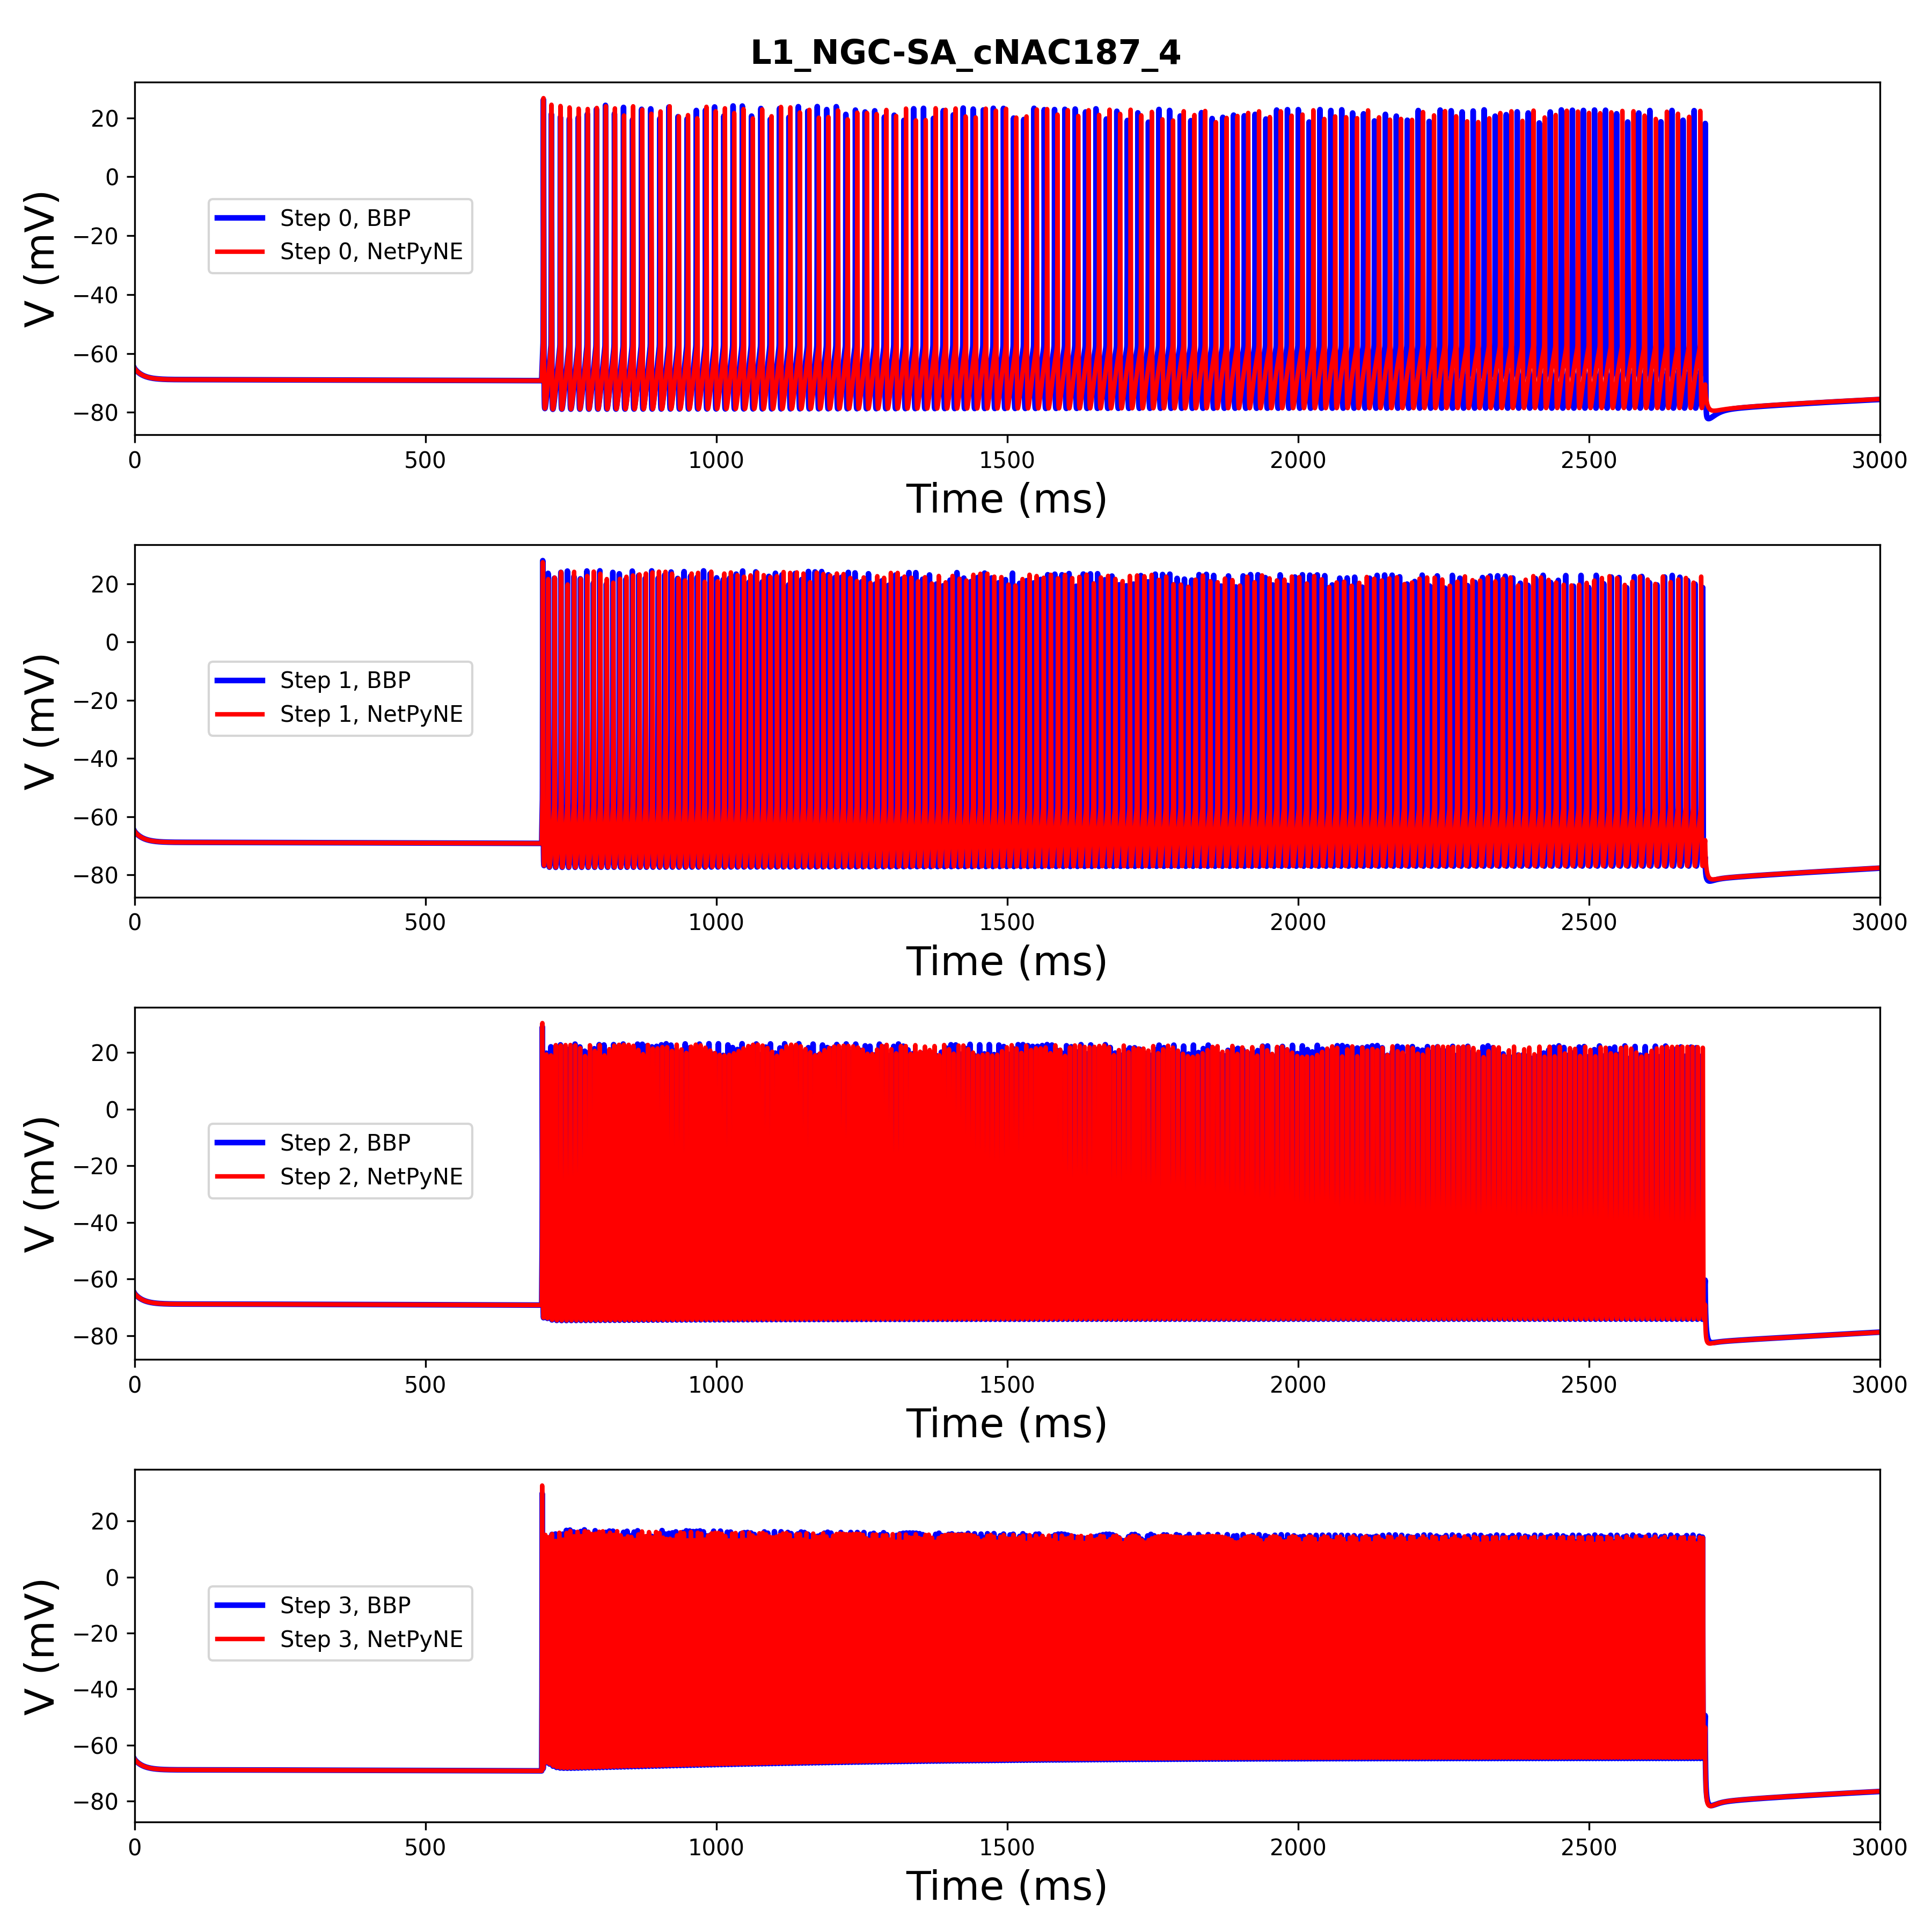 L1_NGC-SA_cNAC187_4
V (mV)
20
0
−20
−40
−60
−80
Step 0, BBP
Step 0, NetPyNE
0 500 1000 1500 2000 2500 3000
Time (ms)
V (mV)
20
0
−20
−40
−60
−80
Step 1, BBP
Step 1, NetPyNE
0 500 1000 1500 2000 2500 3000
Time (ms)
V (mV)
20
0
−20
−40
−60
−80
Step 2, BBP
Step 2, NetPyNE
0 500 1000 1500 2000 2500 3000
Time (ms)
V (mV)
20
0
−20
−40
−60
−80
Step 3, BBP
Step 3, NetPyNE
0 500 1000 1500 2000 2500 3000
Time (ms)